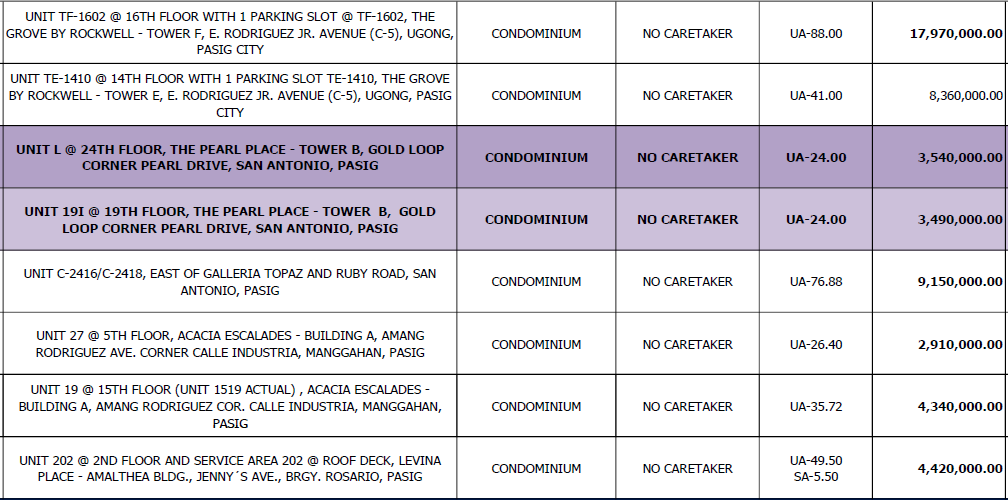 UNIT TF-1602 @ 16TH FLOOR WITH 1 PARKING SLOT @ TF-1602, THE
GROVE BY ROCKWELL - TOWER F, E. RODRIGUEZ JR. AVENUE (C-5), UGONG,
PASIG CITY
CONDOMINIUM
NO CARETAKER
UA-88.00
17,970,000.00
UNIT TE-1410 @ 14TH FLOOR WITH 1 PARKING SLOT TE-1410, THE GROVE
BY ROCKWELL - TOWER E, E. RODRIGUEZ JR. AVENUE (C-5), UGONG, PASIG
CITY
CONDOMINIUM
NO CARETAKER
UA-41.00
8,360,000.00
UNIT L @ 24TH FLOOR, THE PEARL PLACE - TOWER B, GOLD LOOP
CORNER PEARL DRIVE, SAN ANTONIO, PASIG
CONDOMINIUM
NO CARETAKER
UA-24.00
3,540,000.00
UNIT 19I @ 19TH FLOOR, THE PEARL PLACE - TOWER B, GOLD
LOOP CORNER PEARL DRIVE, SAN ANTONIO, PASIG
CONDOMINIUM
NO CARETAKER
UA-24.00
3,490,000.00
UNIT C-2416/C-2418, EAST OF GALLERIA TOPAZ AND RUBY ROAD, SAN
ANTONIO, PASIG
CONDOMINIUM
NO CARETAKER
UA-76.88
9,150,000.00
UNIT 27 @ 5TH FLOOR, ACACIA ESCALADES - BUILDING A, AMANG
RODRIGUEZ AVE. CORNER CALLE INDUSTRIA, MANGGAHAN, PASIG
CONDOMINIUM
NO CARETAKER
UA-26.40
2,910,000.00
UNIT 19 @ 15TH FLOOR (UNIT 1519 ACTUAL) , ACACIA ESCALADES -
BUILDING A, AMANG RODRIGUEZ COR. CALLE INDUSTRIA, MANGGAHAN,
PASIG
CONDOMINIUM
NO CARETAKER
UA-35.72
4,340,000.00
UNIT 202 @ 2ND FLOOR AND SERVICE AREA 202 @ ROOF DECK, LEVINA
PLACE - AMALTHEA BLDG., JENNY´S AVE., BRGY. ROSARIO, PASIG
CONDOMINIUM
NO CARETAKER
UA-49.50
SA-5.50
4,420,000.00